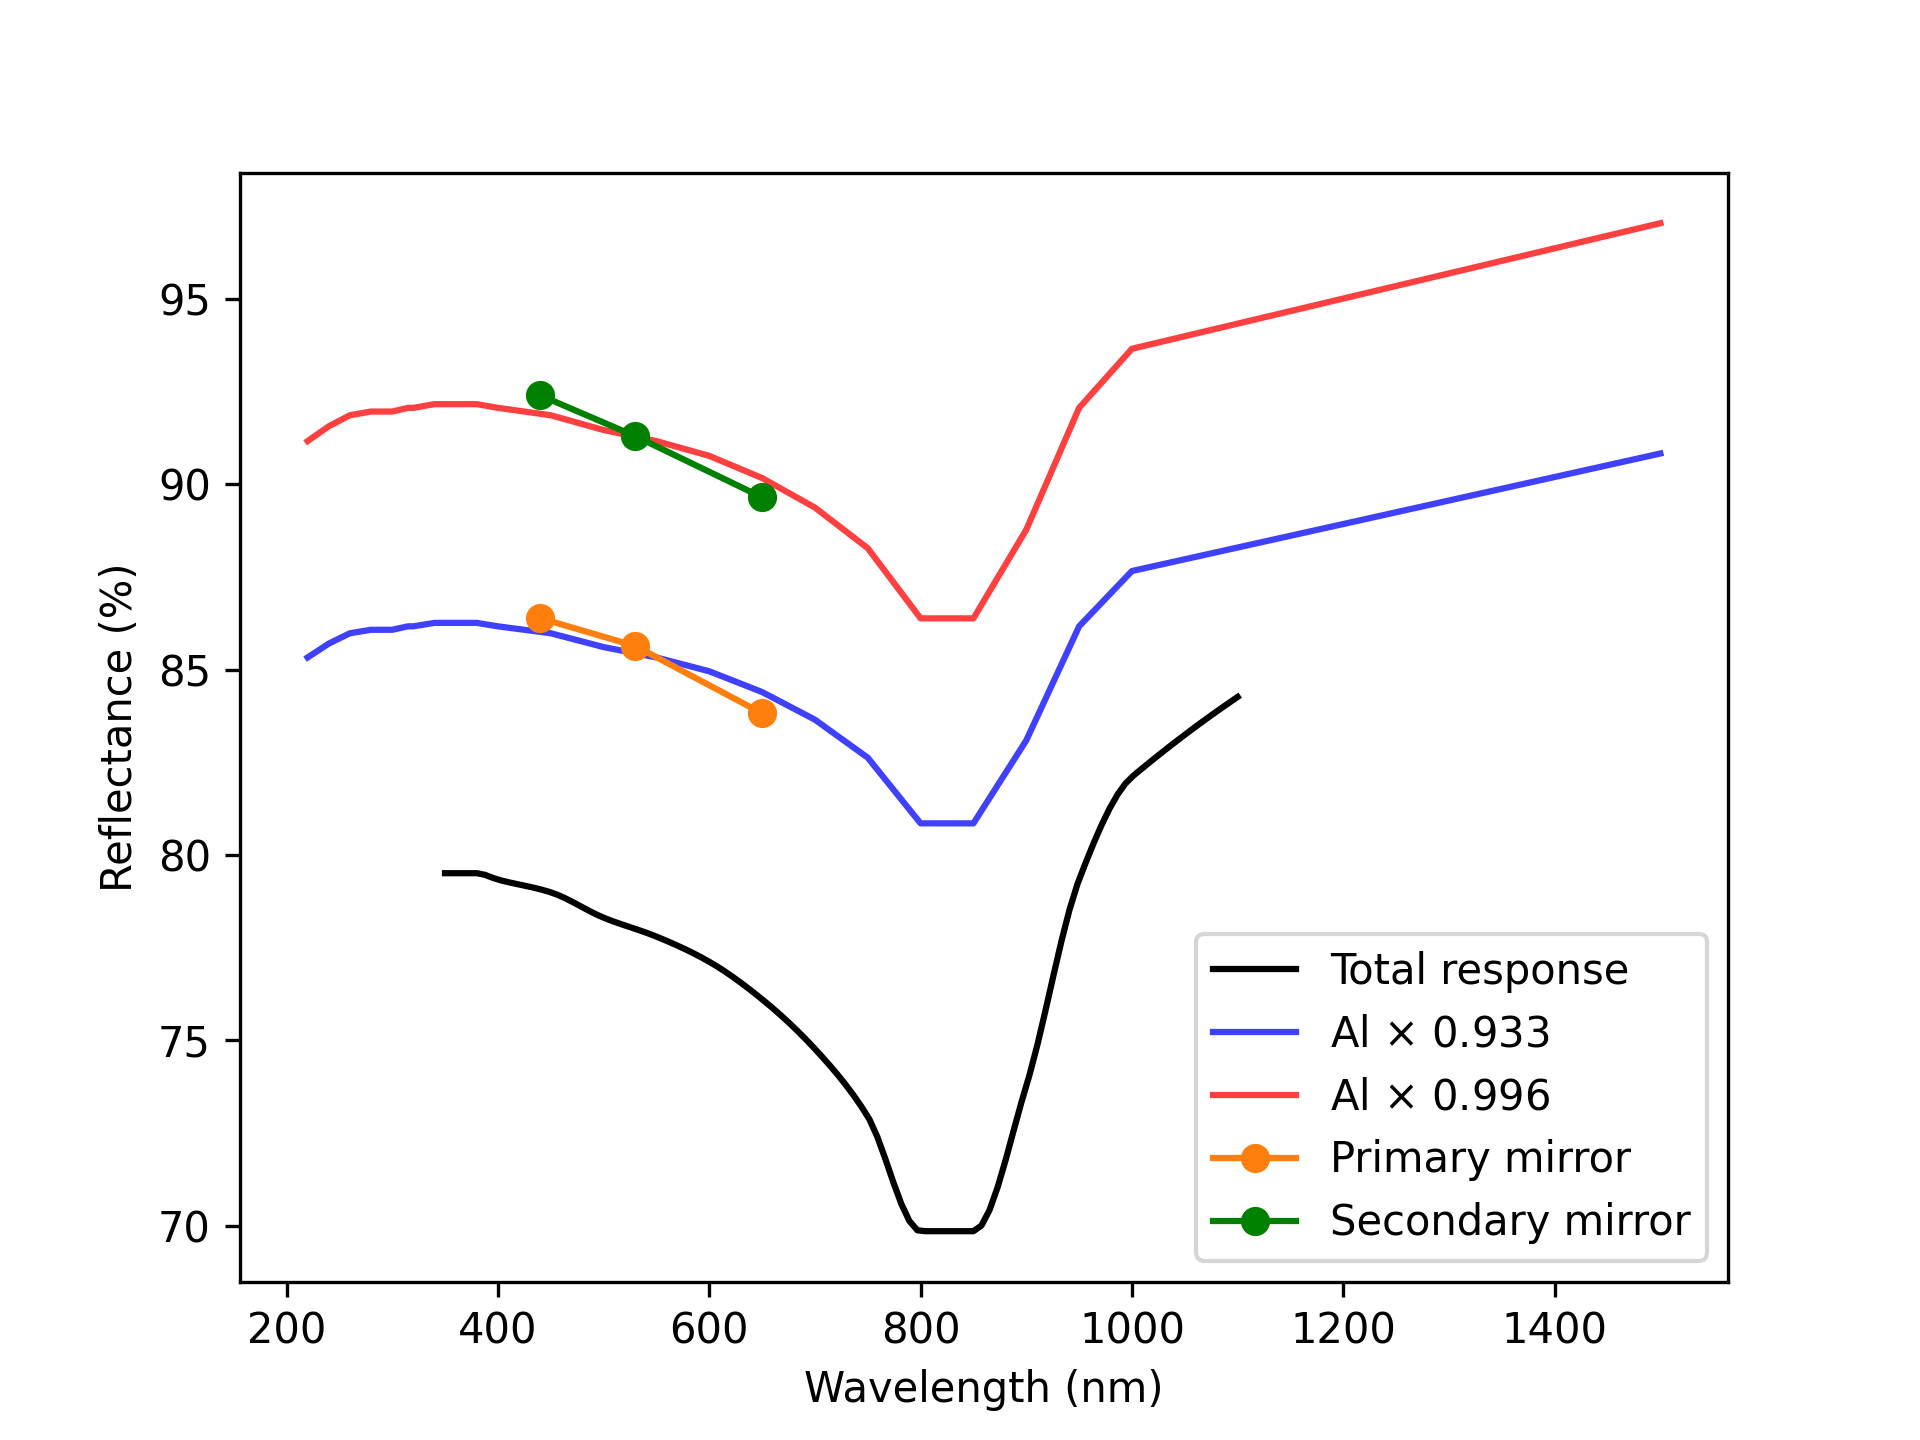 95
90
85
80
75
70
Reflectance (%)
200 400 600 800 1000 1200 1400
Wavelength (nm)
Total response
Al × 0.933
Al × 0.996
Primary mirror
Secondary mirror